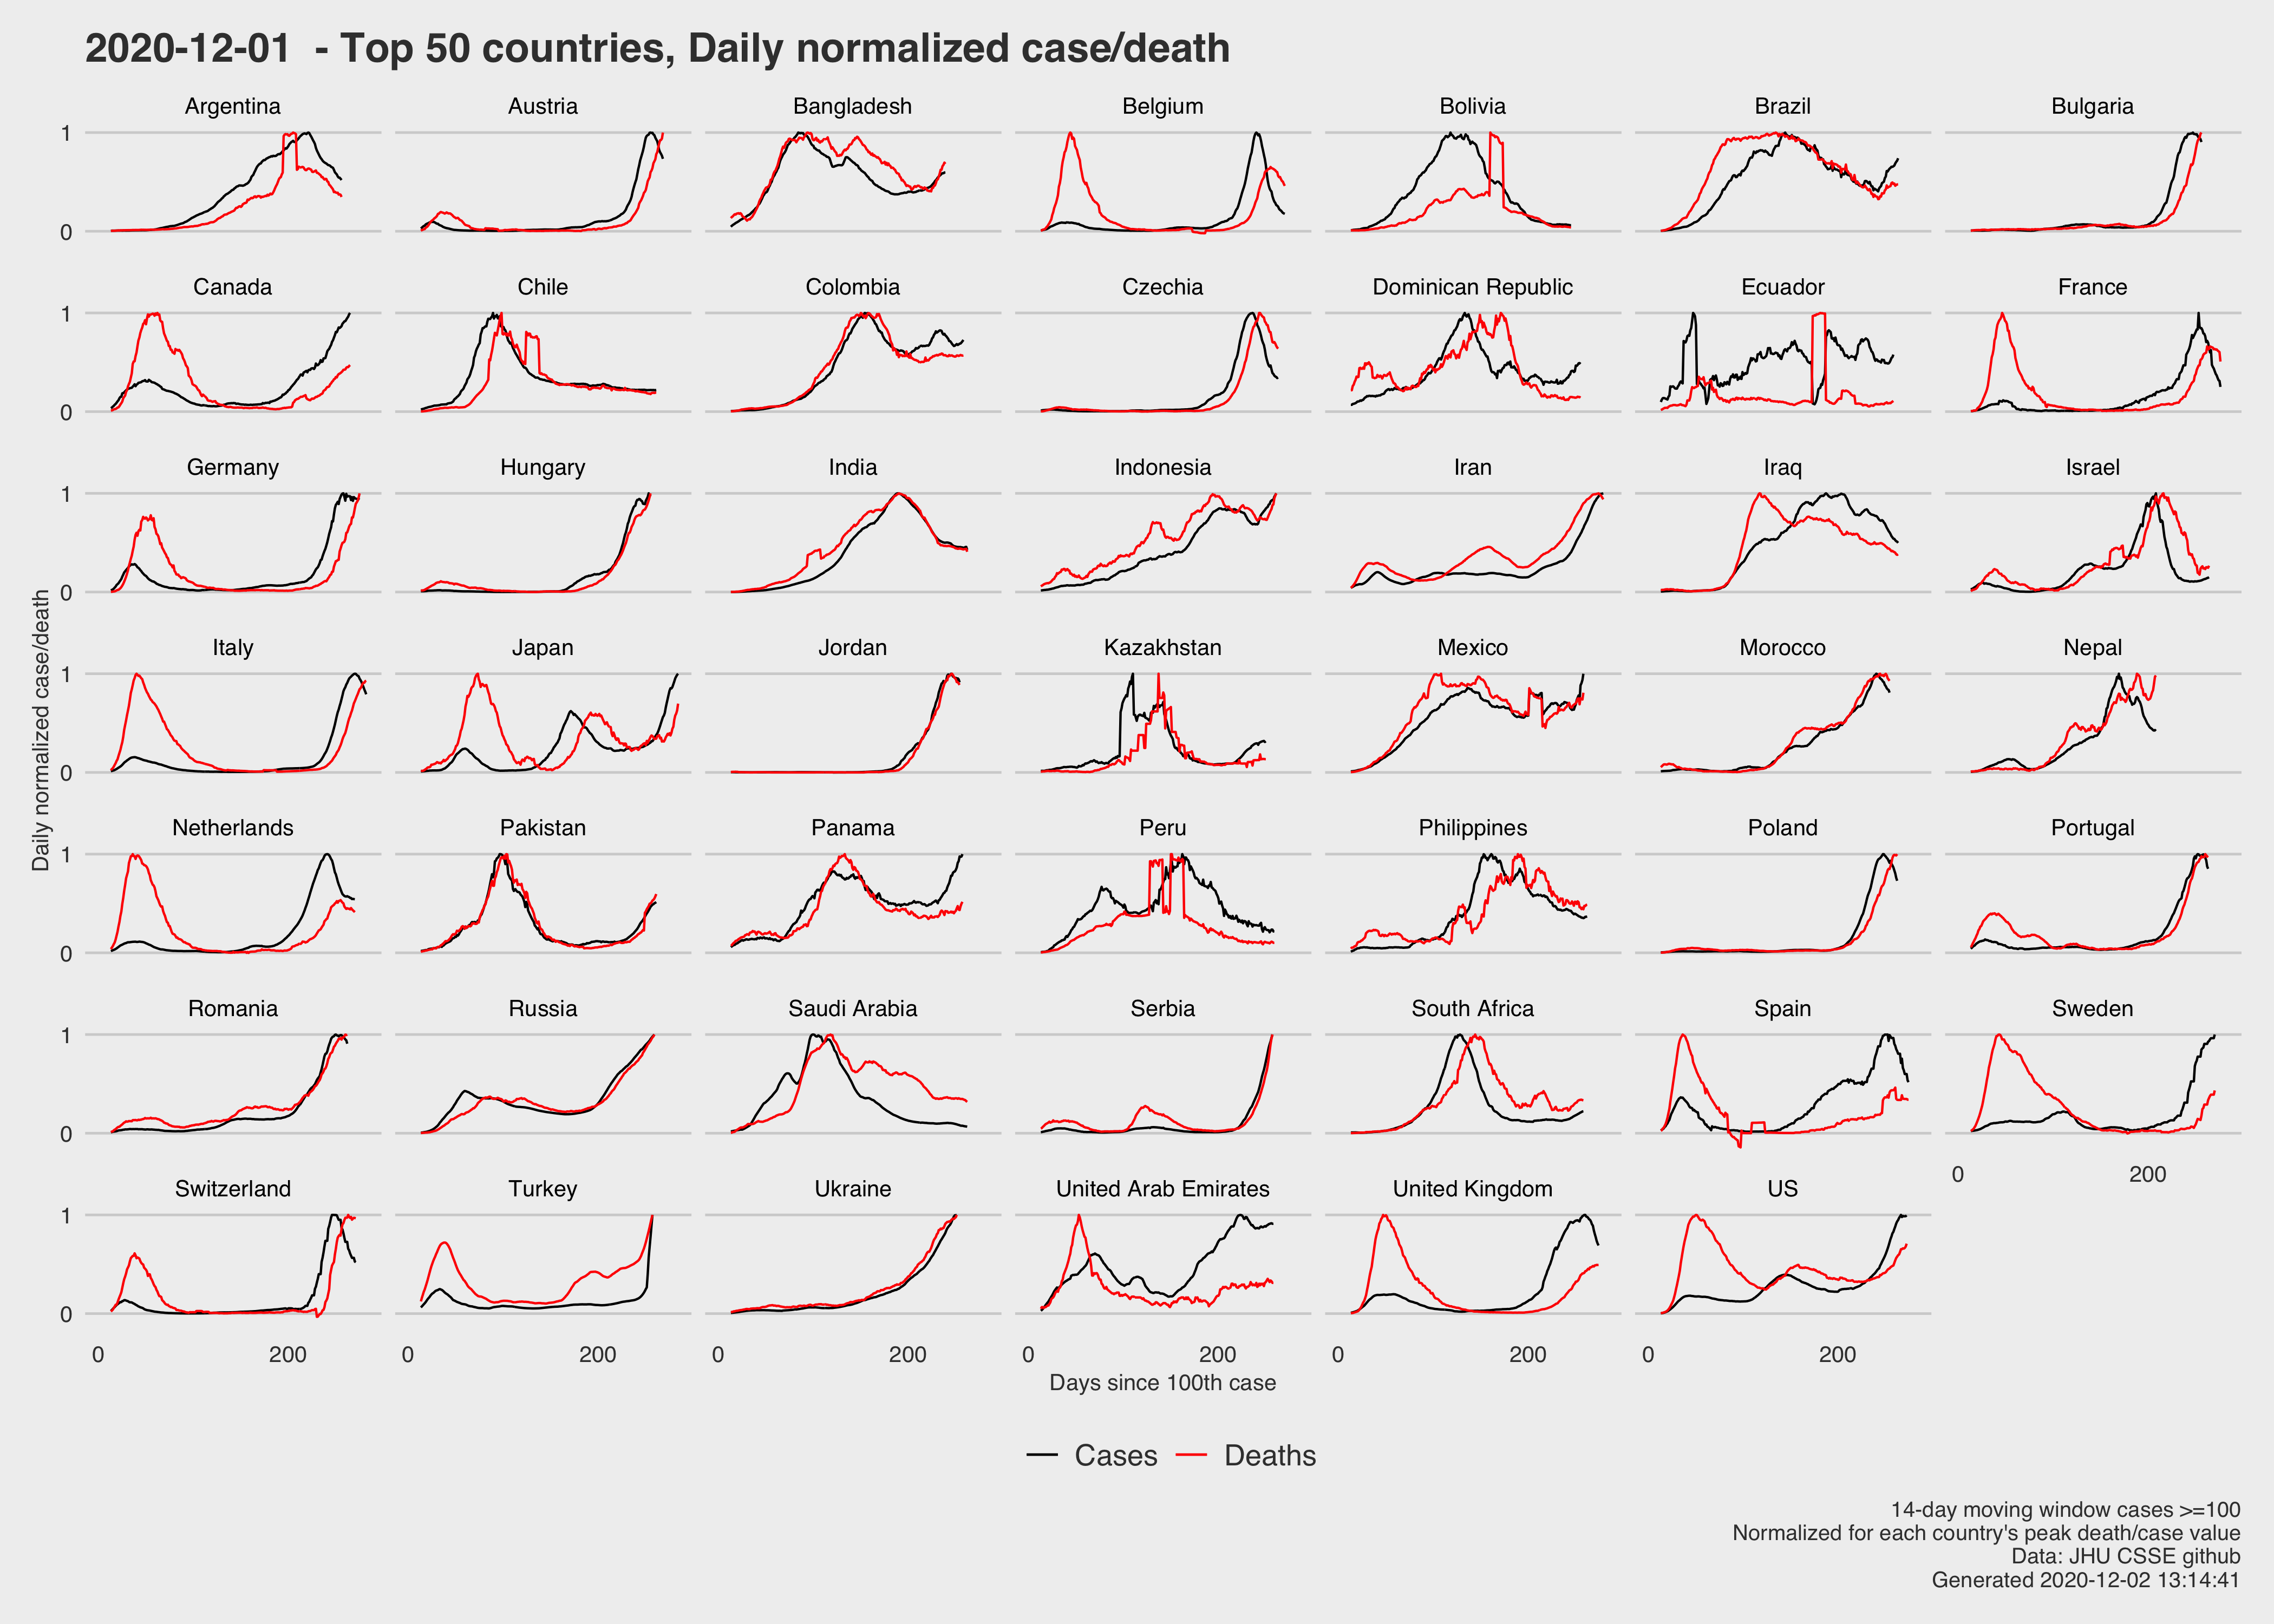 2020-12-01  - Top 50 countries, Daily normalized case/death
Argentina
Austria
Bangladesh
Belgium
Bolivia
Brazil
Bulgaria
1
0
Canada
Chile
Colombia
Czechia
Dominican Republic
Ecuador
France
1
0
Germany
Hungary
India
Indonesia
Iran
Iraq
Israel
1
0
Daily normalized case/death
Italy
Japan
Jordan
Kazakhstan
Mexico
Morocco
Nepal
1
0
Netherlands
Pakistan
Panama
Peru
Philippines
Poland
Portugal
1
0
Romania
Russia
Saudi Arabia
Serbia
South Africa
Spain
Sweden
1
0
0 200
Switzerland
Turkey
Ukraine
United Arab Emirates
United Kingdom
US
1
0
0 200 0 200 0 200 0 200 0 200 0 200
Days since 100th case
Cases Deaths
14-day moving window cases >=100
Normalized for each country's peak death/case value
Data: JHU CSSE github
Generated 2020-12-02 13:14:41